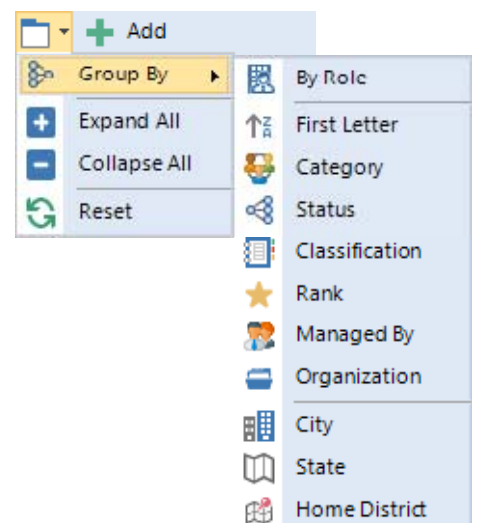 Add
Group By
Expand All
Collapse All
Reset
By Role
First Letter
Category
Status
Classification
Rank
Managed By
Organization
City
State
Home District